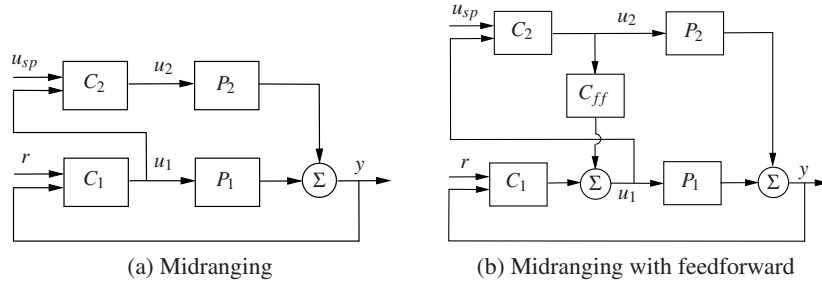 u_sp
C_2
u_2
P_2
r
C_1
u_1
P_1
Σ
y
(a) Midranging
u_sp
C_2
u_2
P_2
C_ff
r
C_1
Σ
u_1
P_1
Σ
y
(b) Midranging with feedforward